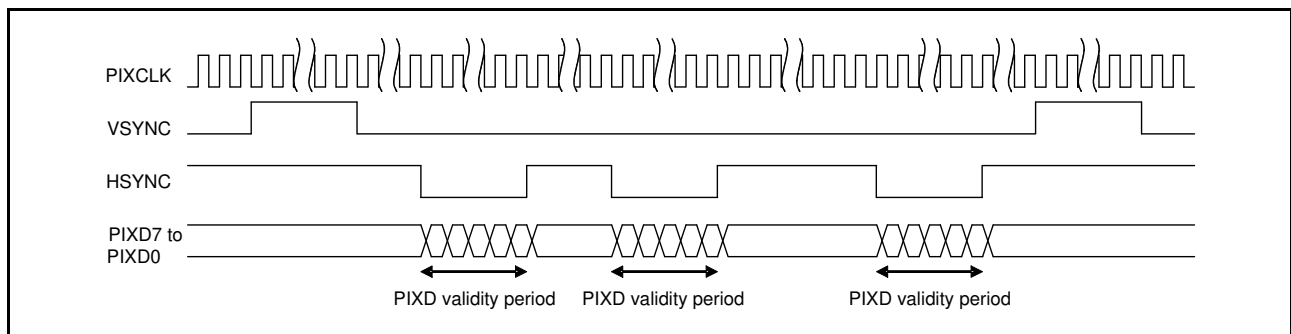 PIXCLK
VSYNC
HSYNC
PIXD7 to
PIXD0
PIXD validity period
PIXD validity period
PIXD validity period